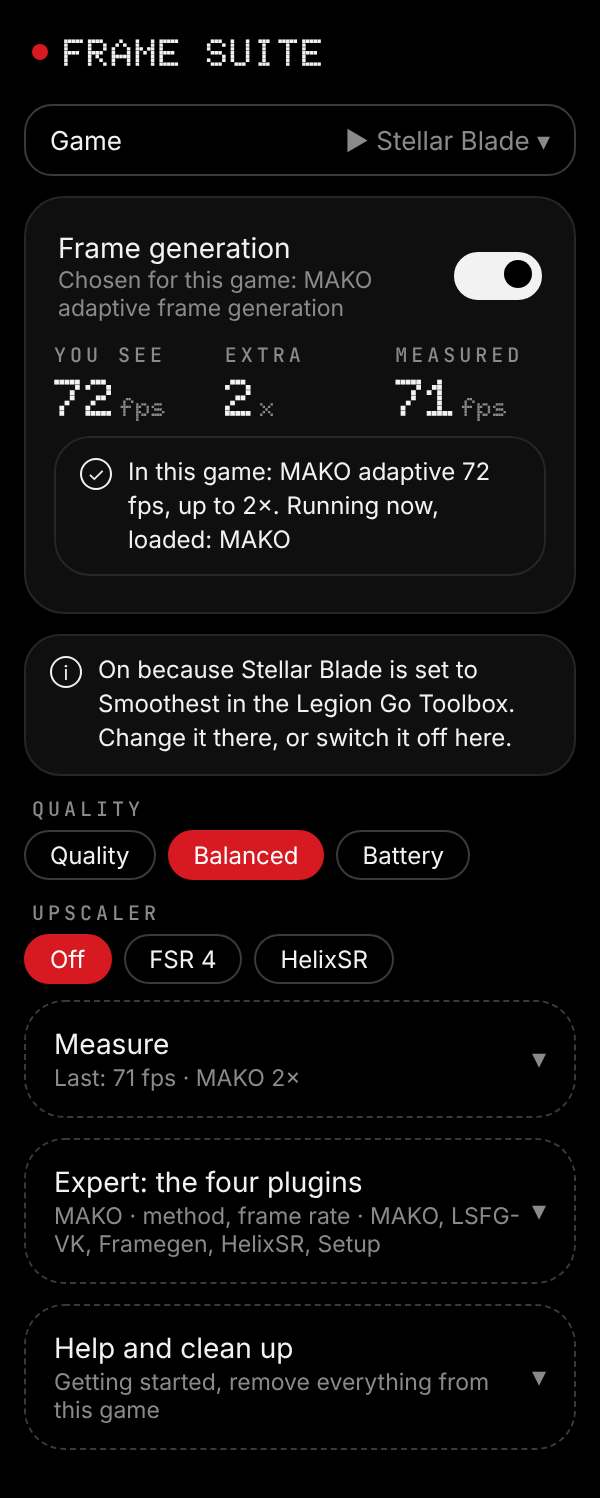 FRAME SUITE
Game ▶ Stellar Blade ▾
Frame generation
Chosen for this game: MAKO
adaptive frame generation
YOU SEE EXTRA MEASURED
72 fps 2 x 71 fps
In this game: MAKO adaptive 72
fps, up to 2×. Running now,
loaded: MAKO
On because Stellar Blade is set to
Smoothest in the Legion Go Toolbox.
Change it there, or switch it off here.
QUALITY
Quality Balanced Battery
UPSCALER
Off FSR 4 HelixSR
Measure
Last: 71 fps · MAKO 2×
Expert: the four plugins
MAKO · method, frame rate · MAKO, LSFG-
VK, Framegen, HelixSR, Setup
Help and clean up
Getting started, remove everything from
this game